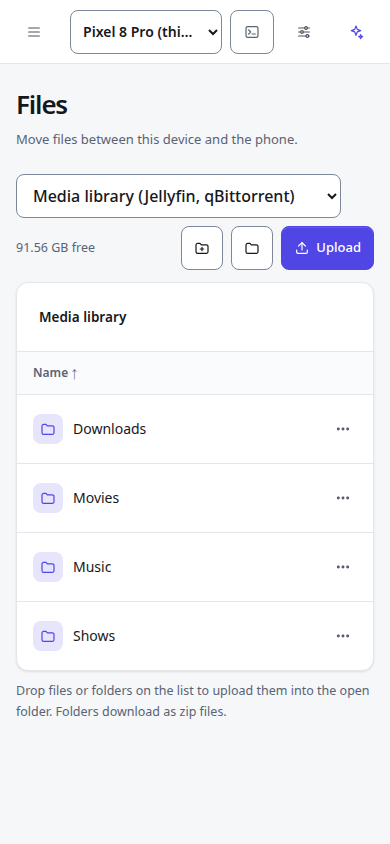 Pixel 8 Pro (thi...
Files
Move files between this device and the phone.
Media library (Jellyfin, qBittorrent)
91.56 GB free
Upload
Media library
Name ↑
Downloads
Movies
Music
Shows
Drop files or folders on the list to upload them into the open
folder. Folders download as zip files.